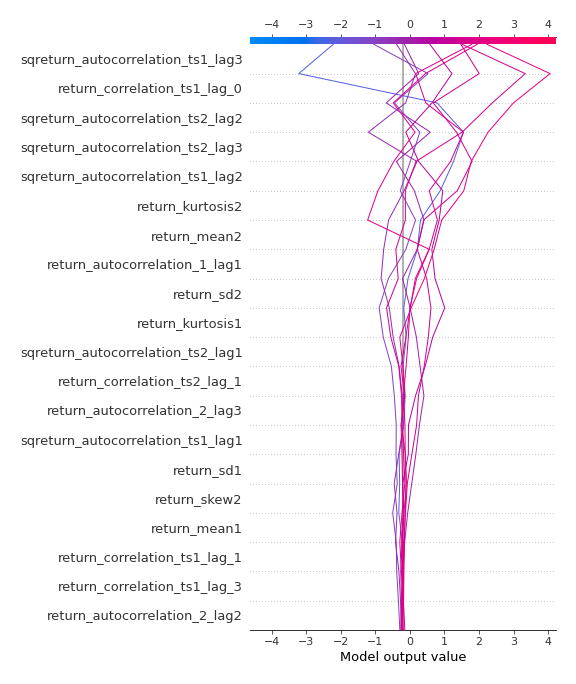 −4 −3 −2 −1 0 1 2 3 4
sqreturn_autocorrelation_ts1_lag3
return_correlation_ts1_lag_0
sqreturn_autocorrelation_ts2_lag2
sqreturn_autocorrelation_ts2_lag3
sqreturn_autocorrelation_ts1_lag2
return_kurtosis2
return_mean2
return_autocorrelation_1_lag1
return_sd2
return_kurtosis1
sqreturn_autocorrelation_ts2_lag1
return_correlation_ts2_lag_1
return_autocorrelation_2_lag3
sqreturn_autocorrelation_ts1_lag1
return_sd1
return_skew2
return_mean1
return_correlation_ts1_lag_1
return_correlation_ts1_lag_3
return_autocorrelation_2_lag2
−4 −3 −2 −1 0 1 2 3 4
Model output value